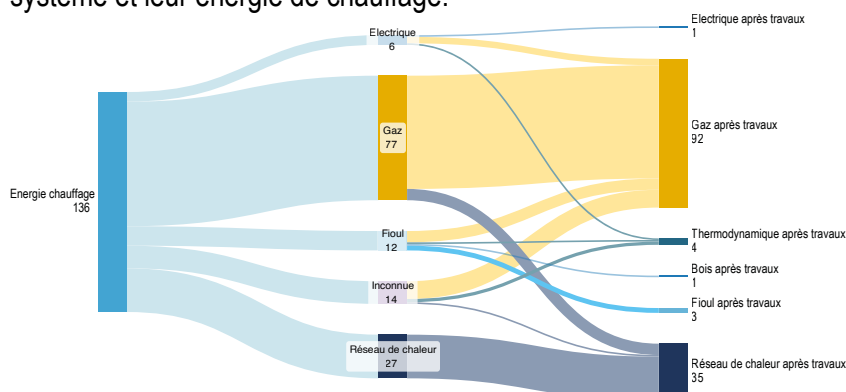 système et leur énergie de chauffage.
Energie chauffage
136
Electrique
6
Gaz
77
Fioul
12
Inconnue
14
Réseau de chaleur
27
Electrique après travaux
1
Gaz après travaux
92
Thermodynamique après travaux
4
Bois après travaux
1
Fioul après travaux
3
Réseau de chaleur après travaux
35